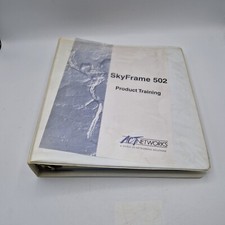 SkyFrame 502
Product Training
ACT
NETWORKS